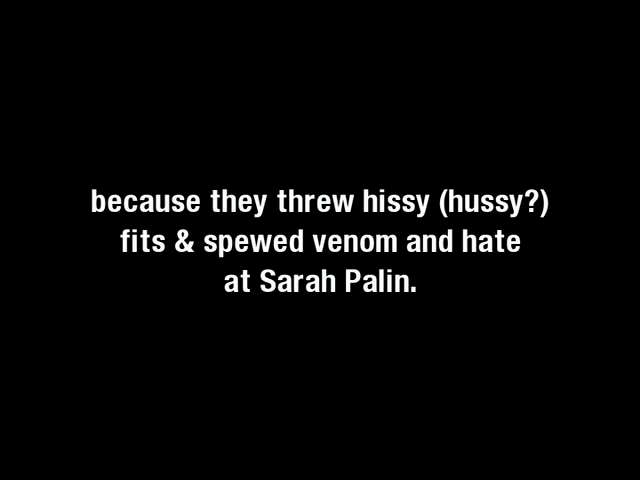 because they threw hissy (hussy?)
fits & spewed venom and hate
at Sarah Palin.